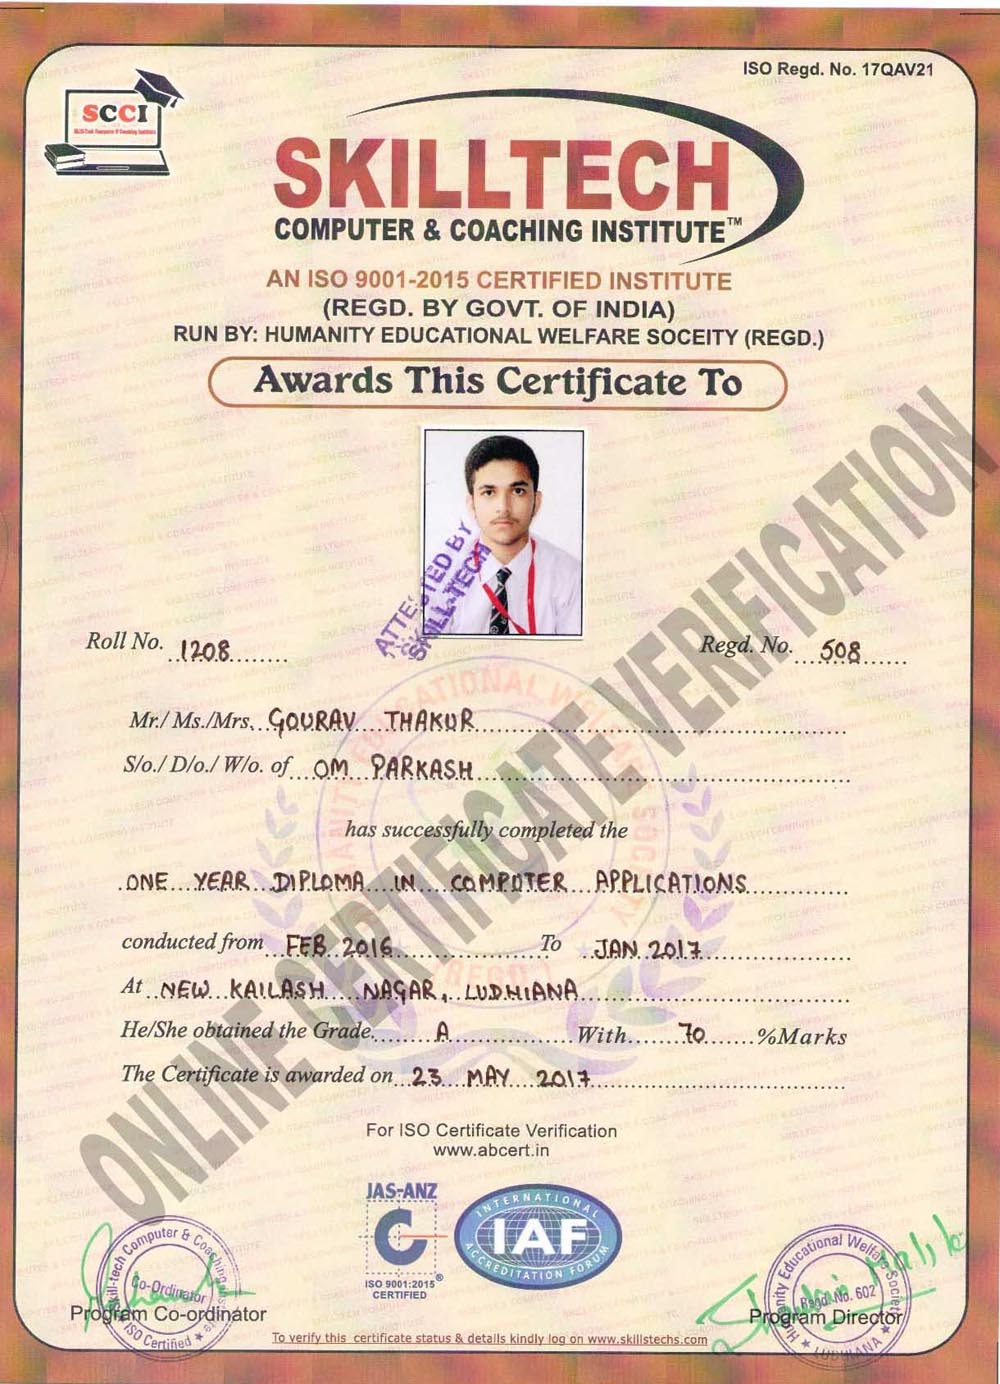 ISO Regd. No. 17QAV21
SCCI
SKILLTECH
COMPUTER & COACHING INSTITUTE™
AN ISO 9001-2015 CERTIFIED INSTITUTE
(REGD. BY GOVT. OF INDIA)
RUN BY: HUMANITY EDUCATIONAL WELFARE SOCEITY (REGD.)
Awards This Certificate To
ATTESTED BY
SKILL-TECH
Roll No. 1208
Regd. No. 508
Mr./ Ms./Mrs. GOURAV THAKUR
S/o./ D/o./ W/o. of OM PARKASH
has successfully completed the
ONE YEAR DIPLOMA IN COMPUTER APPLICATIONS
conducted from FEB 2016 To JAN 2017
At NEW KAILASH NAGAR, LUDHIANA
He/She obtained the Grade A With 70 %Marks
The Certificate is awarded on 23 MAY 2017
ONLINE CERTIFICATE VERIFICATION
For ISO Certificate Verification
www.abcert.in
JAS-ANZ
C
ISO 9001:2015
CERTIFIED
INTERNATIONAL
IAF
ACCREDITATION FORUM
Skill-tech Computer & Coaching
Co-Ordinator
ISO Certified
Program Co-ordinator
Humanity Educational Welfare Society
Regd. No. 602
LUDHIANA
Program Director
To verify this certificate status & details kindly log on www.skillstechs.com